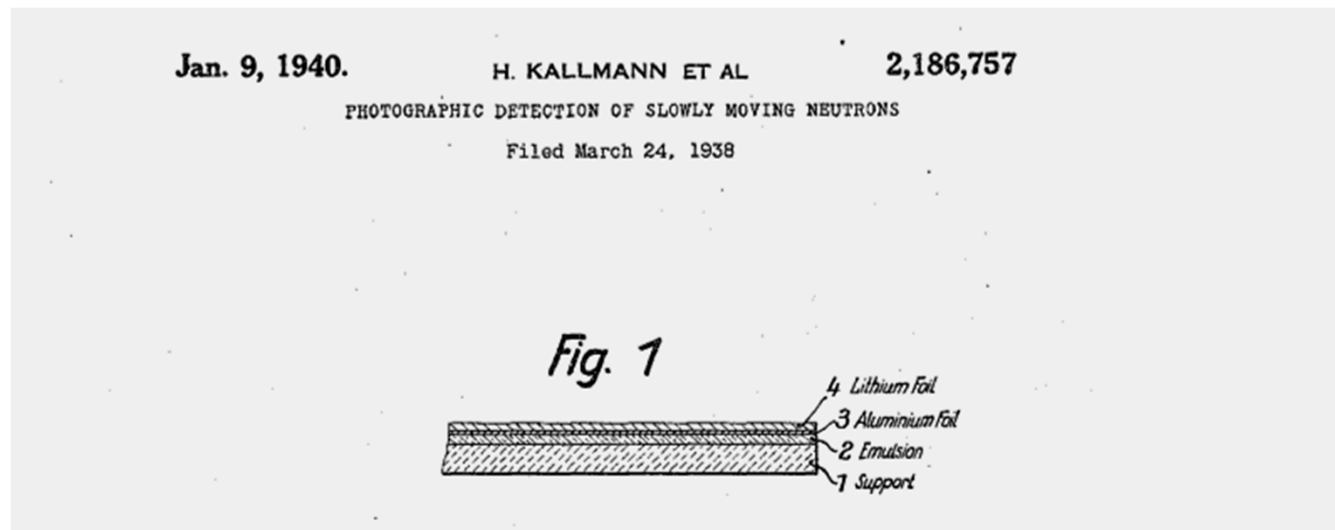 Jan. 9, 1940. H. KALLMANN ET AL 2,186,757
PHOTOGRAPHIC DETECTION OF SLOWLY MOVING NEUTRONS
Filed March 24, 1938
Fig. 1
4 Lithium Foil
3 Aluminium Foil
2 Emulsion
1 Support